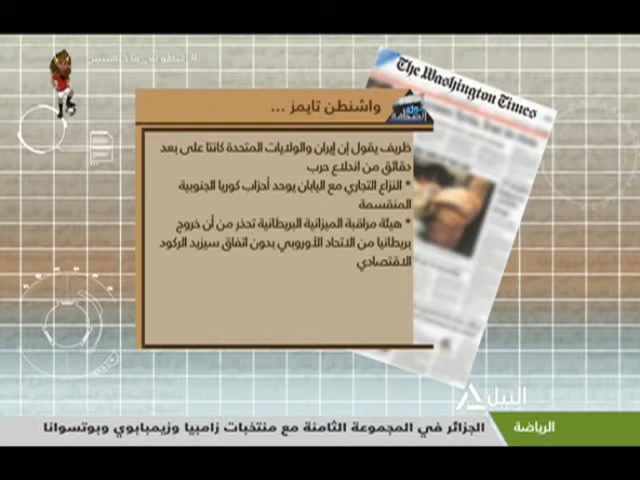 The Washington Times
واشنطن تايمز ...
ظريف يقول إن إيران والولايات المتحدة كانتا على بعد
دقائق من اندلاع حرب
* النزاع التجاري مع اليابان يوحد أحزاب كوريا الجنوبية
المنقسمة
* هيئة مراقبة الميزانية البريطانية تحذر من أن خروج
بريطانيا من الاتحاد الأوروبي بدون اتفاق سيزيد الركود
الاقتصادي
النيل
الرياضة
الجزائر في المجموعة الثامنة مع منتخبات زامبيا وزيمبابوي وبوتسوانا